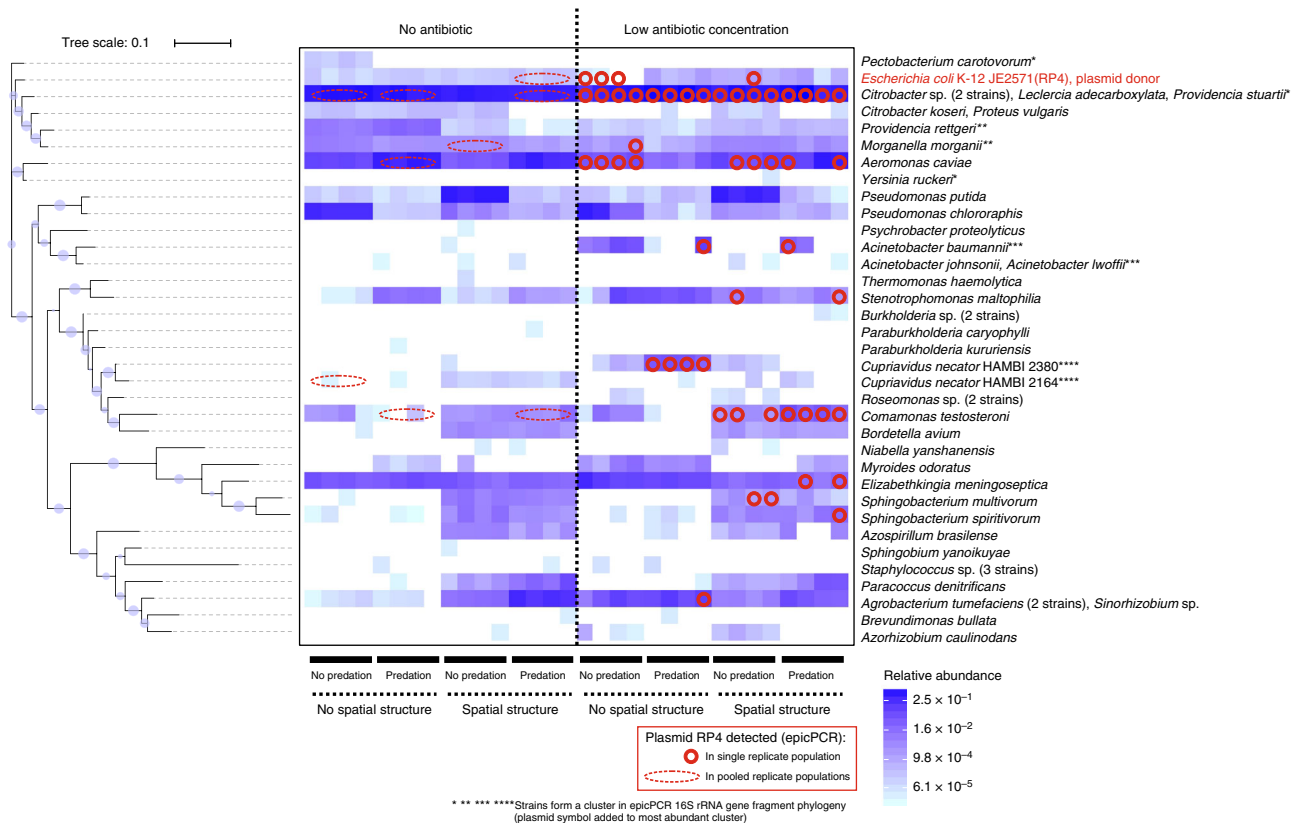 No antibiotic
Low antibiotic concentration
Tree scale: 0.1
Pectobacterium carotovorum*
Escherichia coli K-12 JE2571(RP4), plasmid donor
Citrobacter sp. (2 strains), Leclercia adecarboxylata, Providencia stuartii*
Citrobacter koseri, Proteus vulgaris
Providencia rettgeri**
Morganella morganii**
Aeromonas caviae
Yersinia ruckeri*
Pseudomonas putida
Pseudomonas chlororaphis
Psychrobacter proteolyticus
Acinetobacter baumannii***
Acinetobacter johnsonii, Acinetobacter lwoffii***
Thermomonas haemolytica
Stenotrophomonas maltophilia
Burkholderia sp. (2 strains)
Paraburkholderia caryophylli
Paraburkholderia kururiensis
Cupriavidus necator HAMBI 2380****
Cupriavidus necator HAMBI 2164****
Roseomonas sp. (2 strains)
Comamonas testosteroni
Bordetella avium
Niabella yanshanensis
Myroides odoratus
Elizabethkingia meningoseptica
Sphingobacterium multivorum
Sphingobacterium spiritivorum
Azospirillum brasilense
Sphingobium yanoikuyae
Staphylococcus sp. (3 strains)
Paracoccus denitrificans
Agrobacterium tumefaciens (2 strains), Sinorhizobium sp.
Brevundimonas bullata
Azorhizobium caulinodans
No predation Predation No predation Predation No predation Predation No predation Predation
No spatial structure Spatial structure No spatial structure Spatial structure
Relative abundance
2.5 × 10⁻¹
1.6 × 10⁻²
9.8 × 10⁻⁴
6.1 × 10⁻⁵
Plasmid RP4 detected (epicPCR):
In single replicate population
In pooled replicate populations
* ** *** ****Strains form a cluster in epicPCR 16S rRNA gene fragment phylogeny
(plasmid symbol added to most abundant cluster)